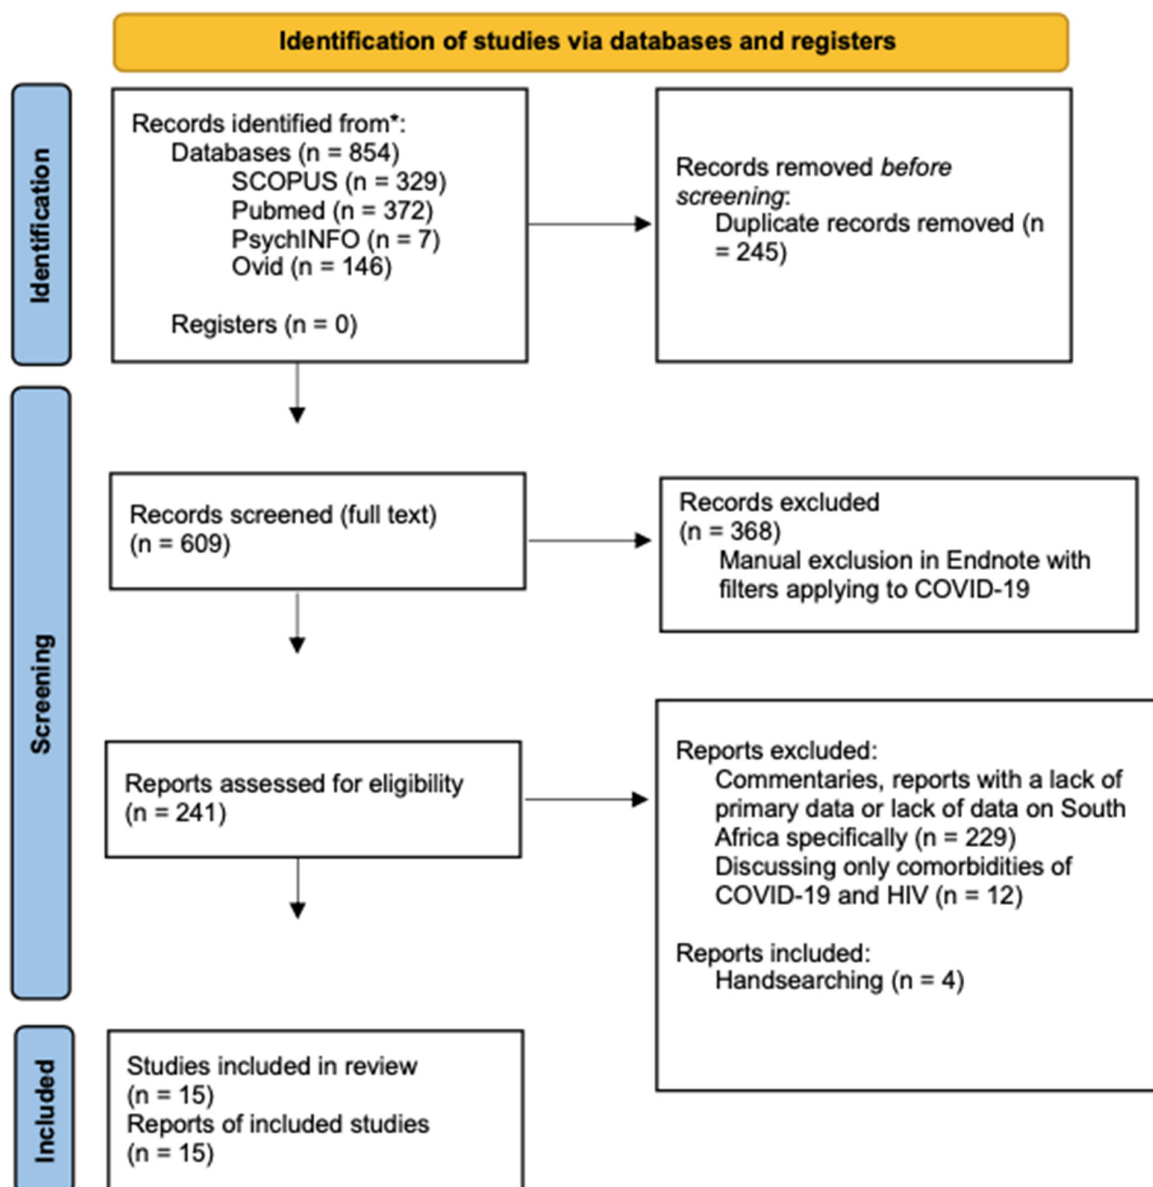 Identification of studies via databases and registers
Identification
Records identified from*:
Databases (n = 854)
SCOPUS (n = 329)
Pubmed (n = 372)
PsychINFO (n = 7)
Ovid (n = 146)
Registers (n = 0)
Records removed before
screening:
Duplicate records removed (n
= 245)
Screening
Records screened (full text)
(n = 609)
Records excluded
(n = 368)
Manual exclusion in Endnote with
filters applying to COVID-19
Reports assessed for eligibility
(n = 241)
Reports excluded:
Commentaries, reports with a lack of
primary data or lack of data on South
Africa specifically (n = 229)
Discussing only comorbidities of
COVID-19 and HIV (n = 12)
Reports included:
Handsearching (n = 4)
Included
Studies included in review
(n = 15)
Reports of included studies
(n = 15)